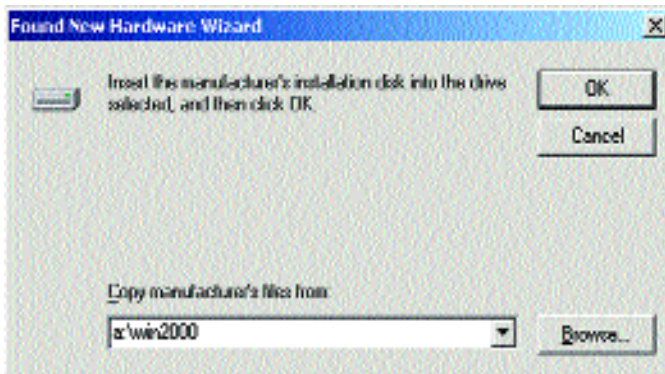 Found New Hardware Wizard
Insert the manufacturer's installation disk into the drive
selected, and then click OK.
OK
Cancel
Copy manufacturer's files from:
a:\win2000
Browse...